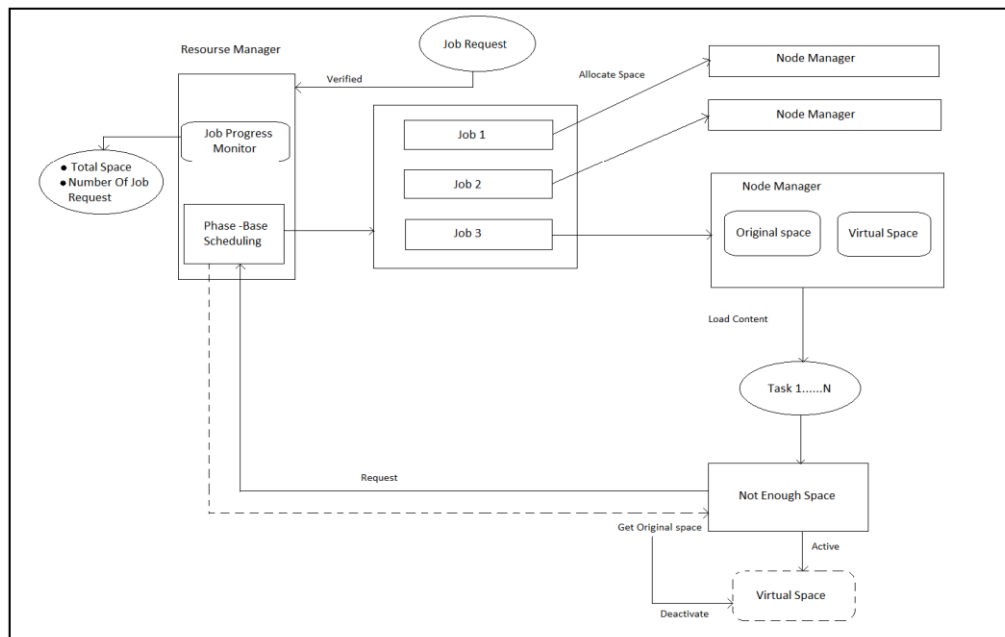 Job Request
Resourse Manager
Verified
Allocate Space
Node Manager
Node Manager
Job Progress
Monitor
● Total Space
● Number Of Job
Request
Job 1
Job 2
Job 3
Phase -Base
Scheduling
Node Manager
Original space
Virtual Space
Load Content
Task 1......N
Request
Not Enough Space
Get Original space
Active
Virtual Space
Deactivate